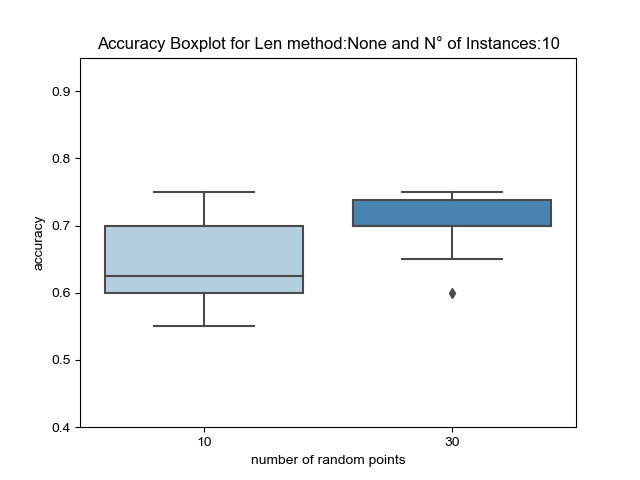 Accuracy Boxplot for Len method:None and N° of Instances:10
0.9
0.8
0.7
0.6
0.5
0.4
accuracy
10 30
number of random points